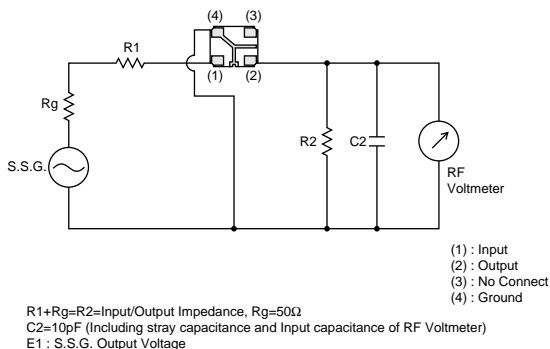 (4)
(3)
R1
(1)
(2)
Rg
R2
C2
S.S.G.
RF
Voltmeter
(1) : Input
(2) : Output
(3) : No Connect
(4) : Ground
R1+Rg=R2=Input/Output Impedance, Rg=50Ω
C2=10pF (Including stray capacitance and Input capacitance of RF Voltmeter)
E1 : S.S.G. Output Voltage